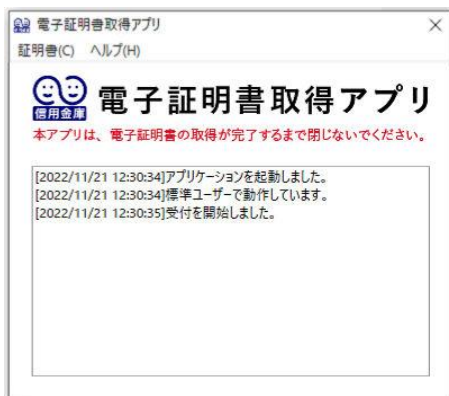 電子証明書取得アプリ
証明書(C) ヘルプ(H)
信用金庫
電子証明書取得アプリ
本アプリは、電子証明書の取得が完了するまで閉じないでください。
[2022/11/21 12:30:34]アプリケーションを起動しました。
[2022/11/21 12:30:34]標準ユーザーで動作しています。
[2022/11/21 12:30:35]受付を開始しました。